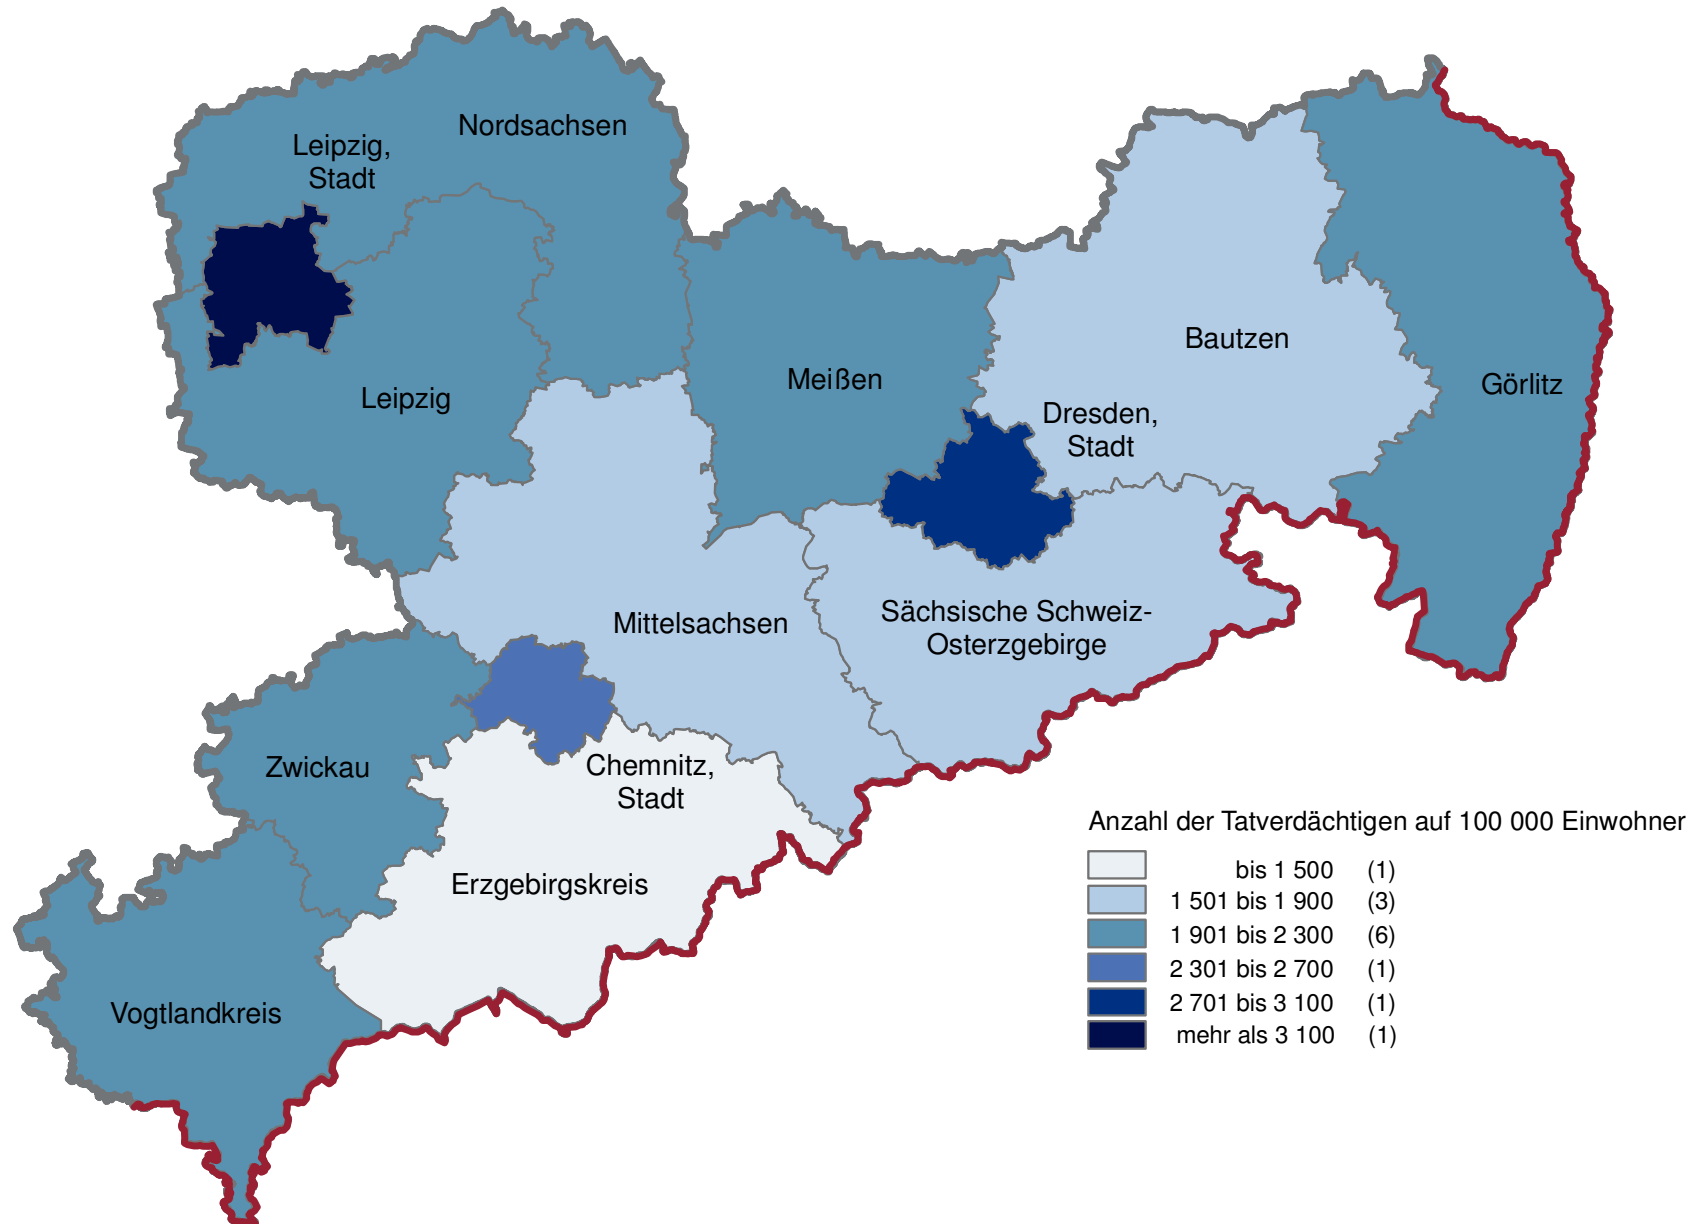 Nordsachsen
Leipzig,
Stadt
Bautzen
Meißen
Görlitz
Leipzig
Dresden,
Stadt
Sächsische Schweiz-
Osterzgebirge
Mittelsachsen
Zwickau
Chemnitz,
Stadt
Erzgebirgskreis
Vogtlandkreis
Anzahl der Tatverdächtigen auf 100 000 Einwohner
bis 1 500 (1)
1 501 bis 1 900 (3)
1 901 bis 2 300 (6)
2 301 bis 2 700 (1)
2 701 bis 3 100 (1)
mehr als 3 100 (1)